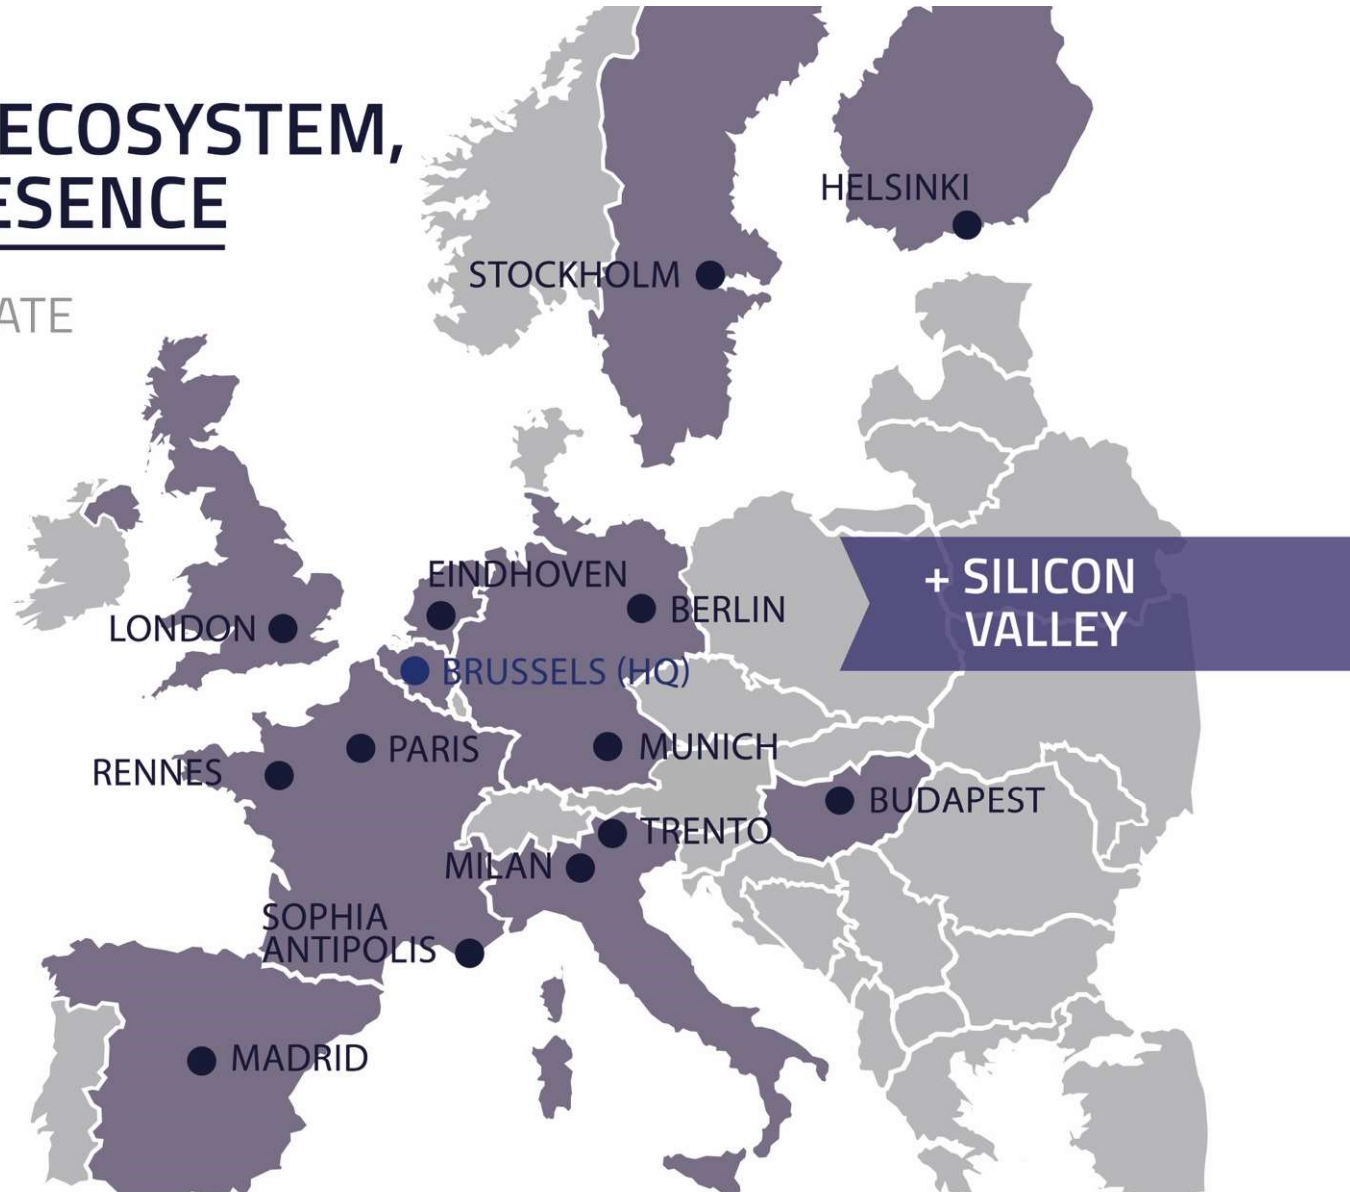 ECOSYSTEM,
ESENCE
ATE
HELSINKI
STOCKHOLM
EINDHOVEN
BERLIN
+ SILICON
VALLEY
LONDON
BRUSSELS (HQ)
PARIS
MUNICH
RENNES
BUDAPEST
TRENTO
MILAN
SOPHIA
ANTIPOLIS
MADRID